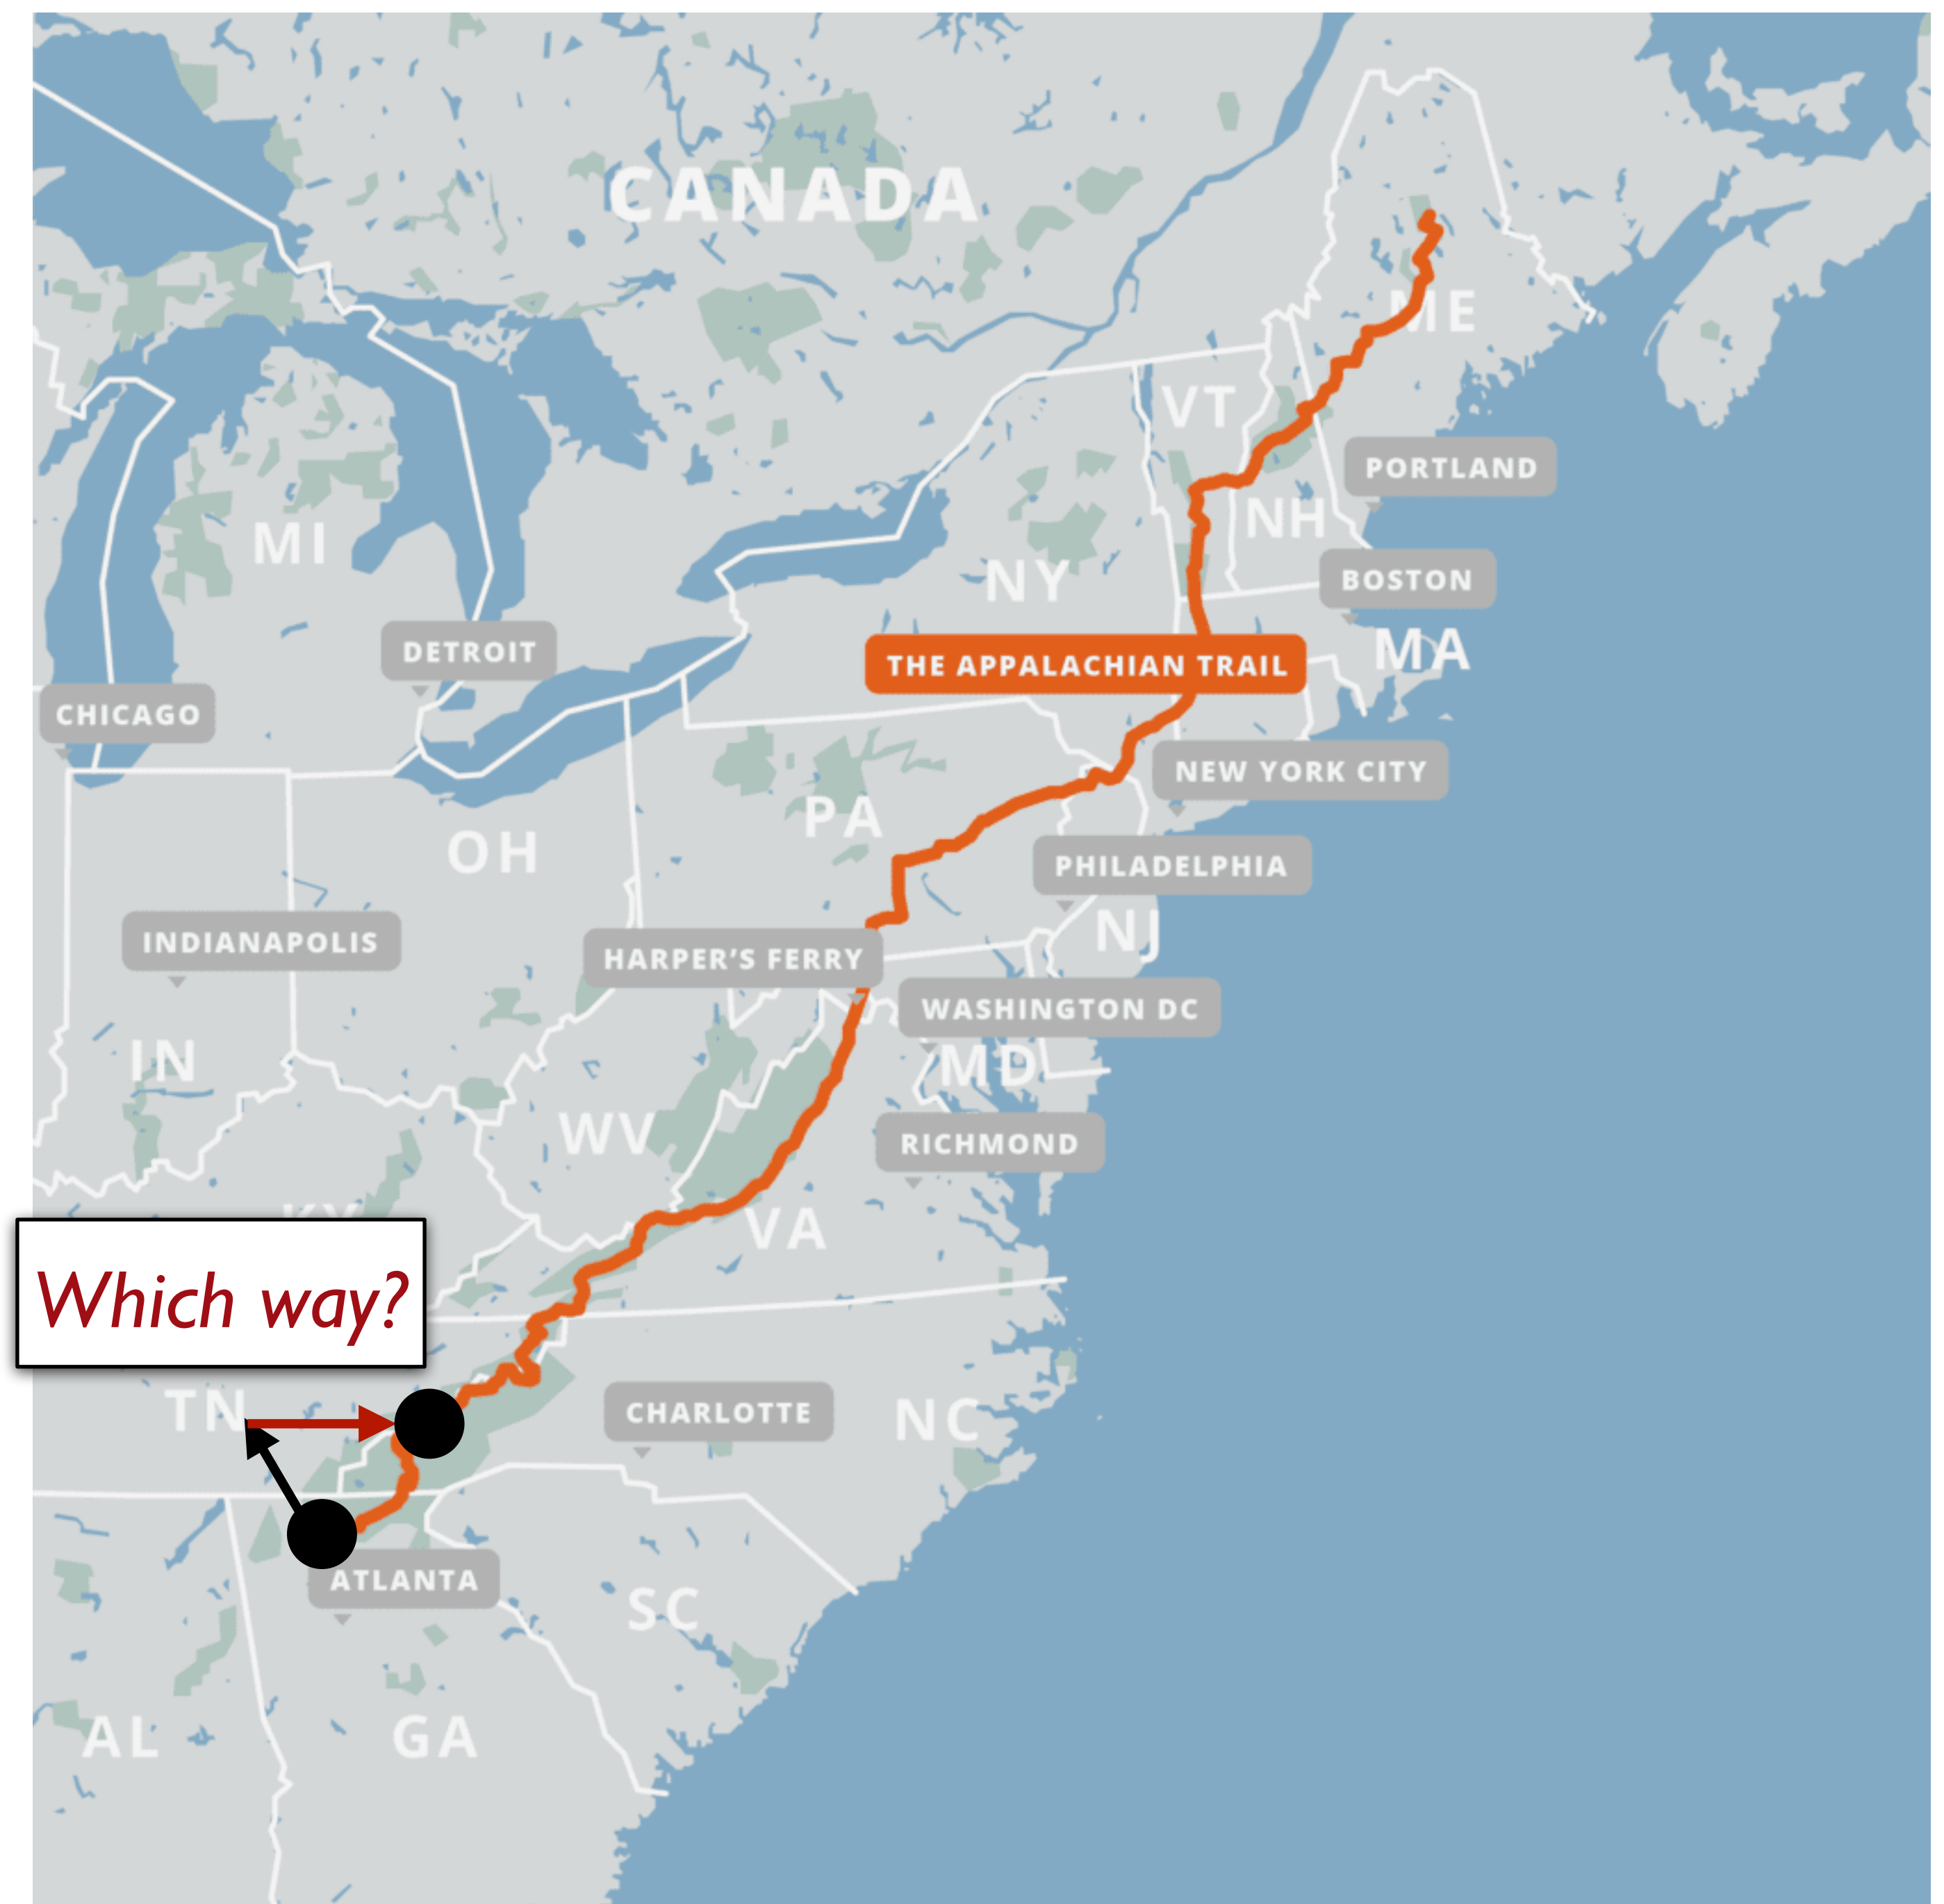 CANADA
ME
VT
PORTLAND
NH
MI
BOSTON
NY
DETROIT
MA
THE APPALACHIAN TRAIL
CHICAGO
NEW YORK CITY
PA
OH
PHILADELPHIA
NJ
INDIANAPOLIS
HARPER'S FERRY
WASHINGTON DC
IN
MD
WV
RICHMOND
KY
VA
Which way?
TN
CHARLOTTE
NC
ATLANTA
SC
AL
GA